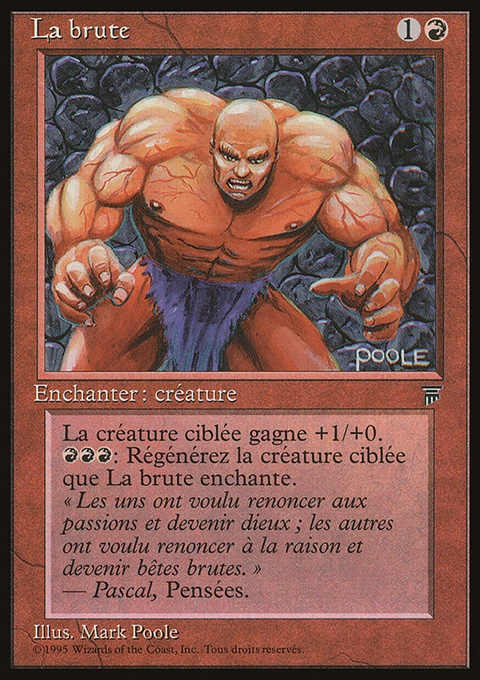 La brute
1
POOLE
Enchanter : créature
La créature ciblée gagne +1/+0.
: Régénérez la créature ciblée
que La brute enchante.
« Les uns ont voulu renoncer aux
passions et devenir dieux ; les autres
ont voulu renoncer à la raison et
devenir bêtes brutes. »
— Pascal, Pensées.
Illus. Mark Poole
©1995 Wizards of the Coast, Inc. Tous droits réservés.